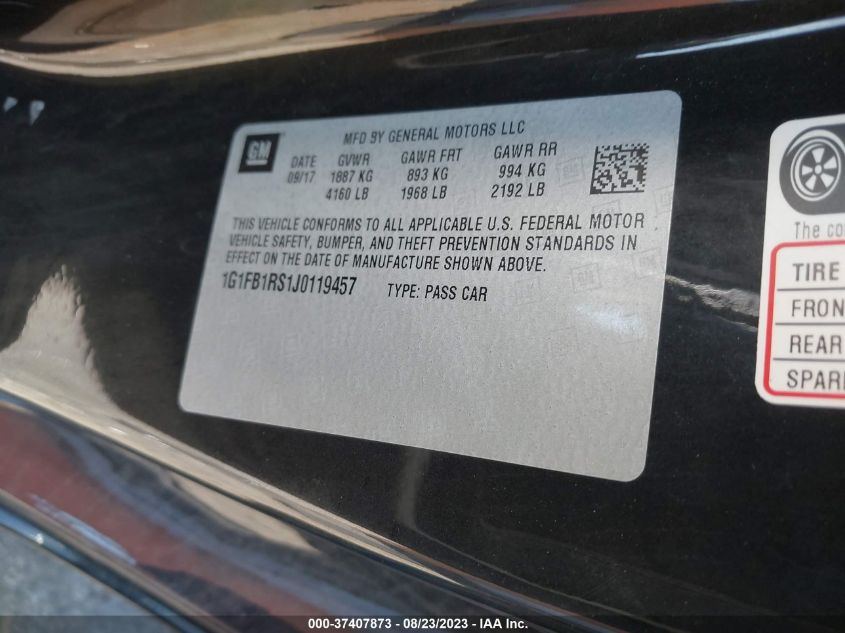 GM
MFD BY GENERAL MOTORS LLC
DATE GVWR GAWR FRT GAWR RR
09/17 1887 KG 893 KG 994 KG
4160 LB 1968 LB 2192 LB
THIS VEHICLE CONFORMS TO ALL APPLICABLE U.S. FEDERAL MOTOR
VEHICLE SAFETY, BUMPER, AND THEFT PREVENTION STANDARDS IN
EFFECT ON THE DATE OF MANUFACTURE SHOWN ABOVE.
1G1FB1RS1J0119457 TYPE: PASS CAR
The co
TIRE
FRON
REAR
SPAR
000-37407873 - 08/23/2023 - IAAI Inc.